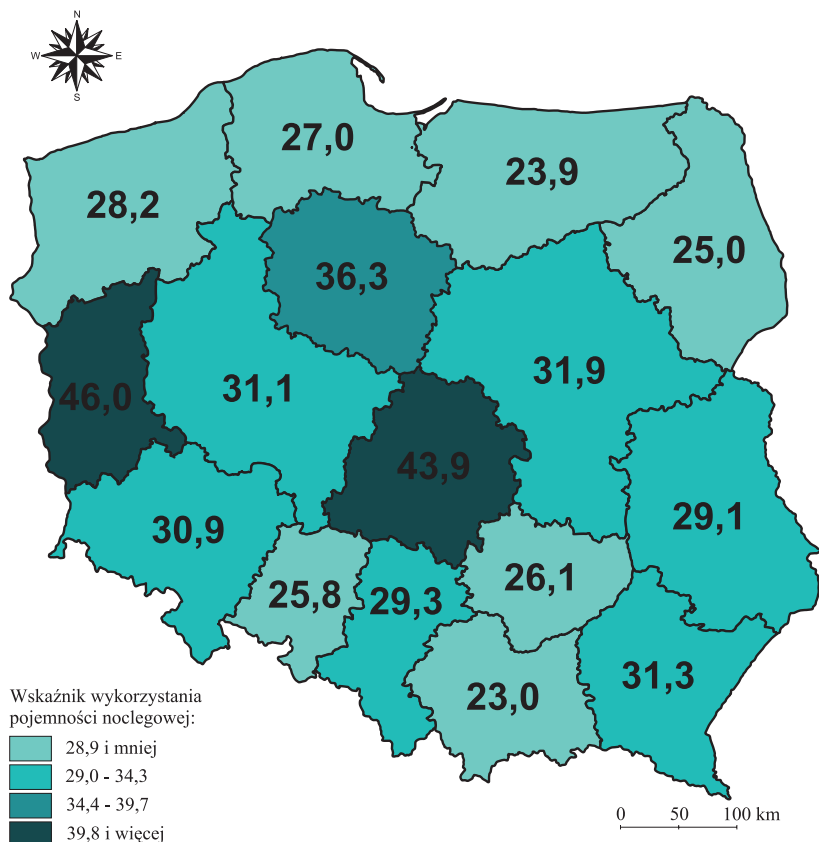 N
W E
S
27,0
23,9
28,2
25,0
36,3
31,9
46,0
31,1
43,9
29,1
30,9
26,1
25,8
29,3
31,3
23,0
Wskaźnik wykorzystania
pojemności noclegowej:
28,9 i mniej
29,0 - 34,3
34,4 - 39,7
39,8 i więcej
0 50 100 km